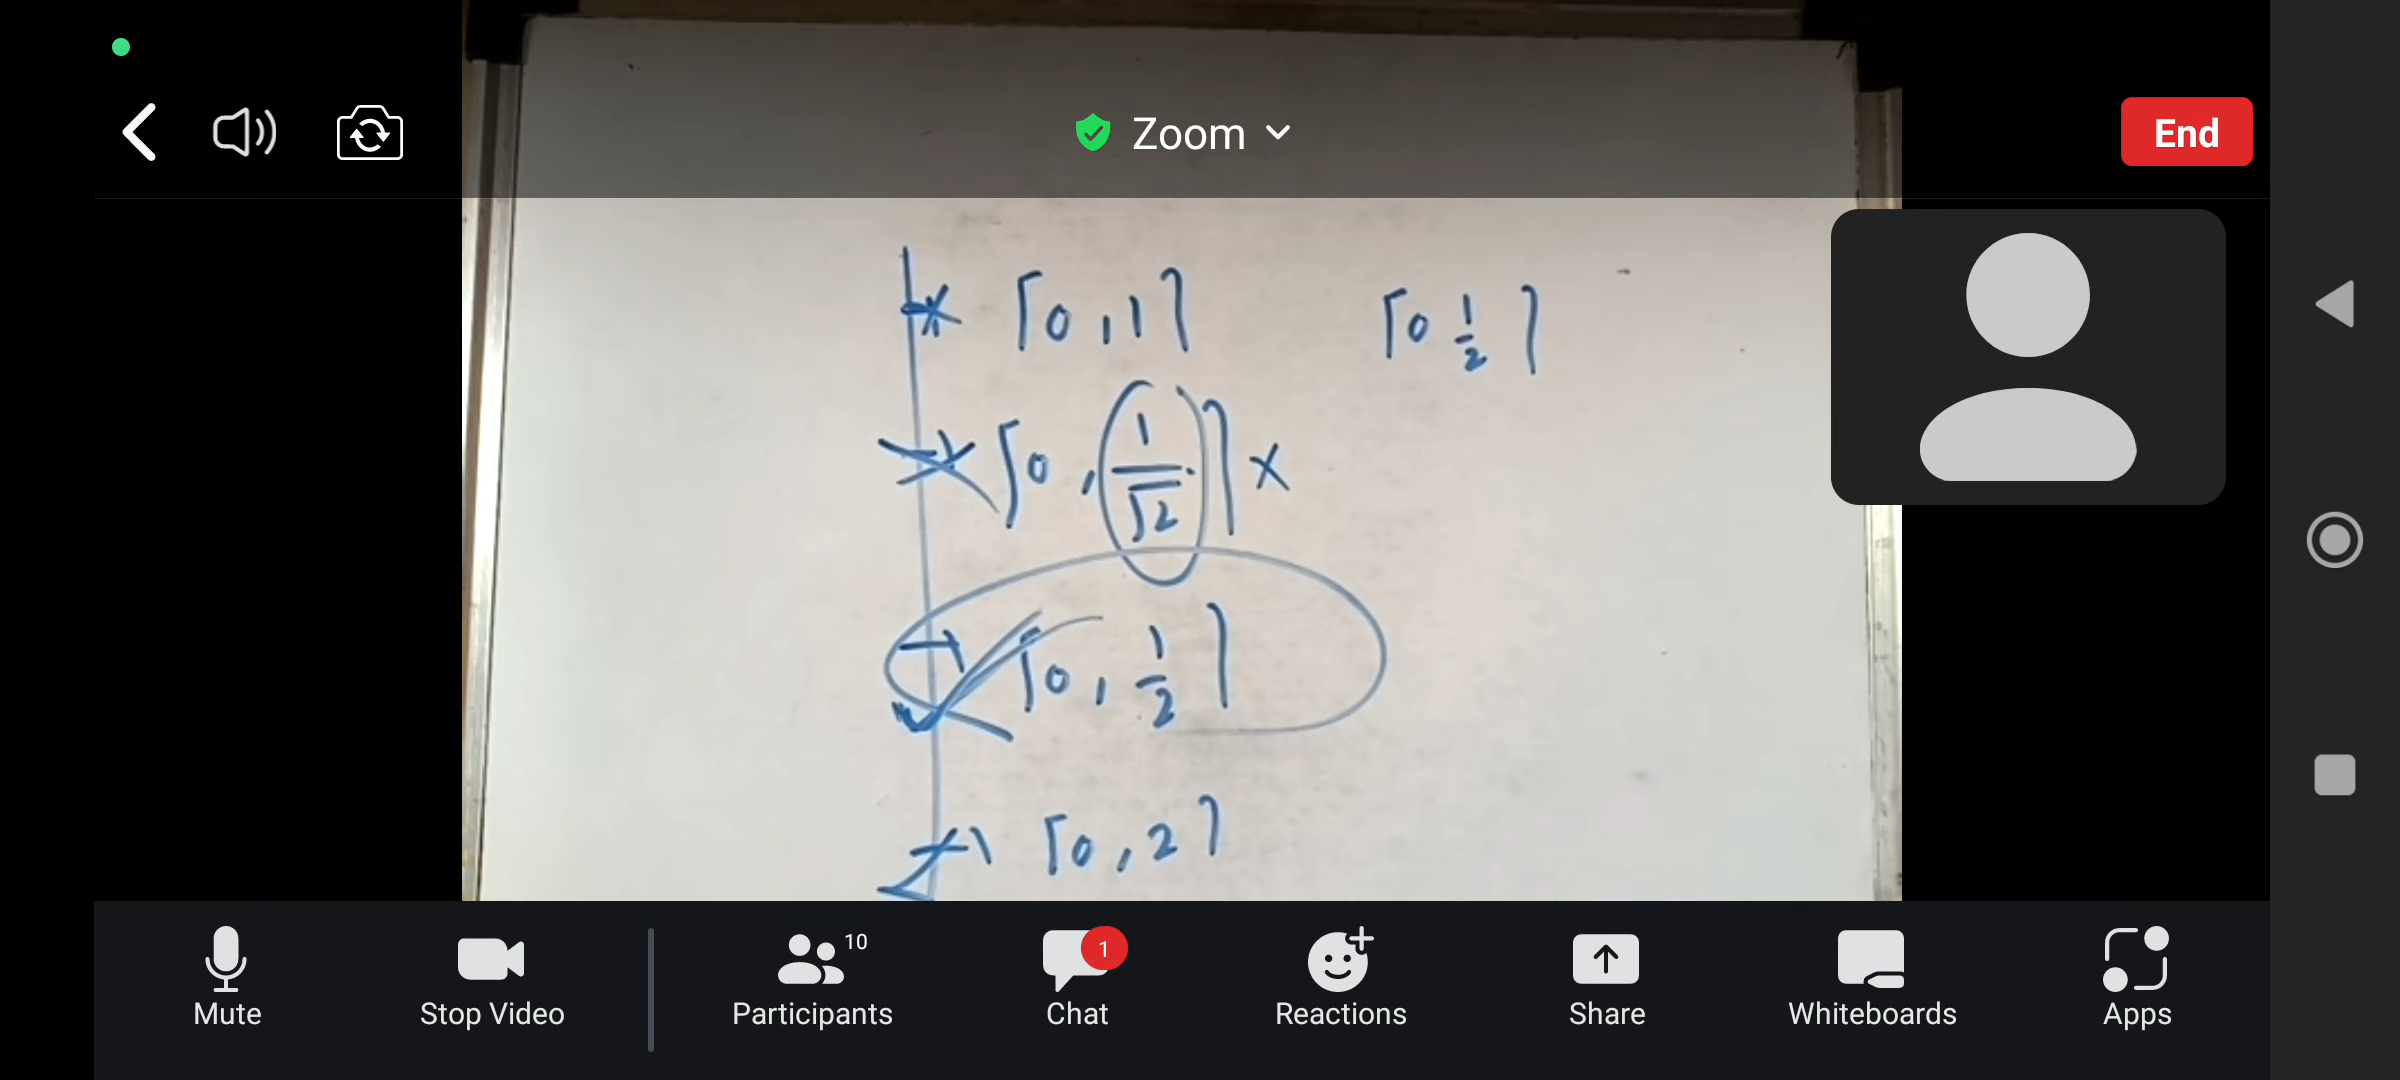 Zoom
End
[0, 1] [0 1/2]
[0, 1/√2] ×
[0, 1/2]
[0, 2]
Mute
Stop Video
Participants 10
Chat 1
Reactions
Share
Whiteboards
Apps